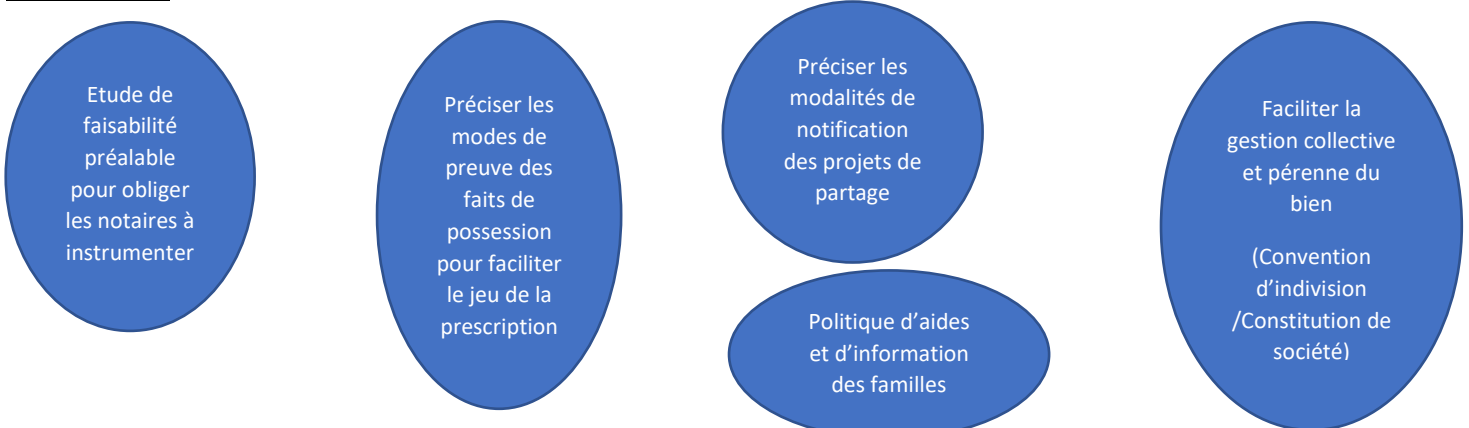 Etude de
faisabilité
préalable
pour obliger
les notaires à
instrumenter
Préciser les
modes de
preuve des
faits de
possession
pour faciliter
le jeu de la
prescription
Préciser les
modalités de
notification
des projets de
partage
Politique d’aides
et d’information
des familles
Faciliter la
gestion collective
et pérenne du
bien
(Convention
d’indivision
/Constitution de
société)